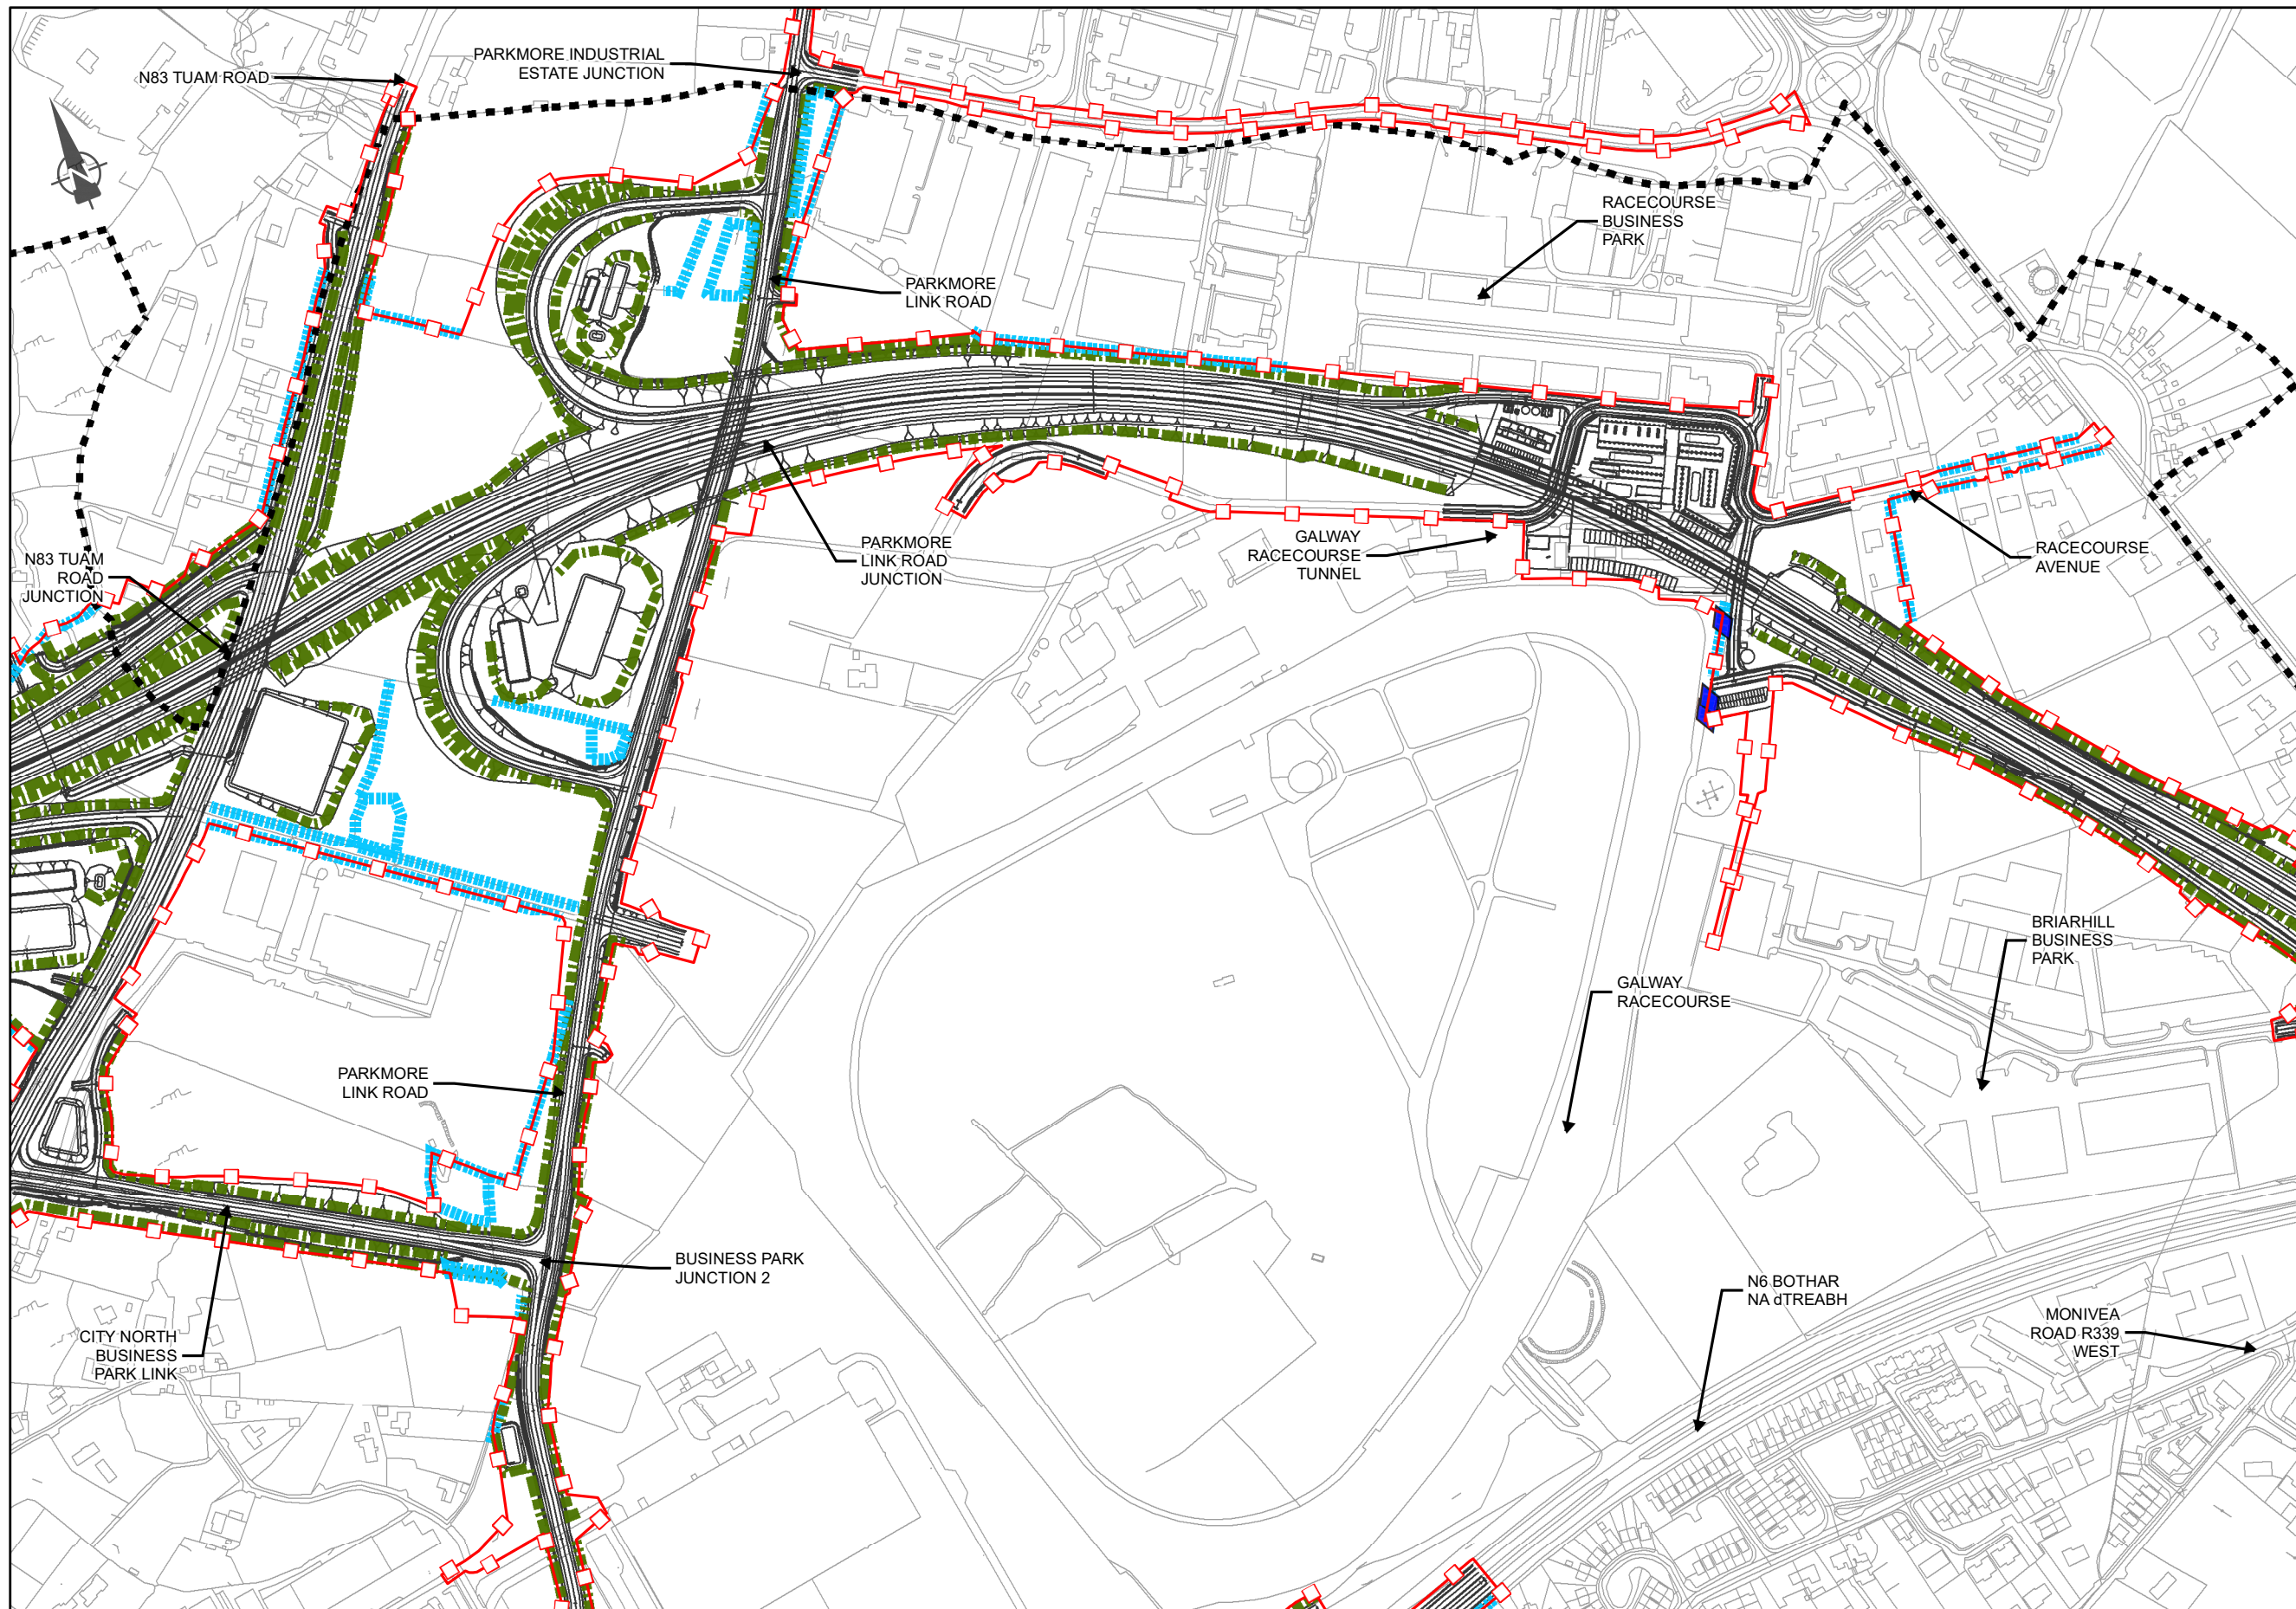 PARKMORE INDUSTRIAL
ESTATE JUNCTION
N83 TUAM ROAD
RACECOURSE
BUSINESS
PARK
PARKMORE
LINK ROAD
N83 TUAM
ROAD
JUNCTION
PARKMORE
LINK ROAD
JUNCTION
GALWAY
RACECOURSE
TUNNEL
RACECOURSE
AVENUE
BRIARHILL
BUSINESS
PARK
GALWAY
RACECOURSE
PARKMORE
LINK ROAD
BUSINESS PARK
JUNCTION 2
N6 BOTHAR
NA dTREABH
MONIVEA
ROAD R339
WEST
CITY NORTH
BUSINESS
PARK LINK